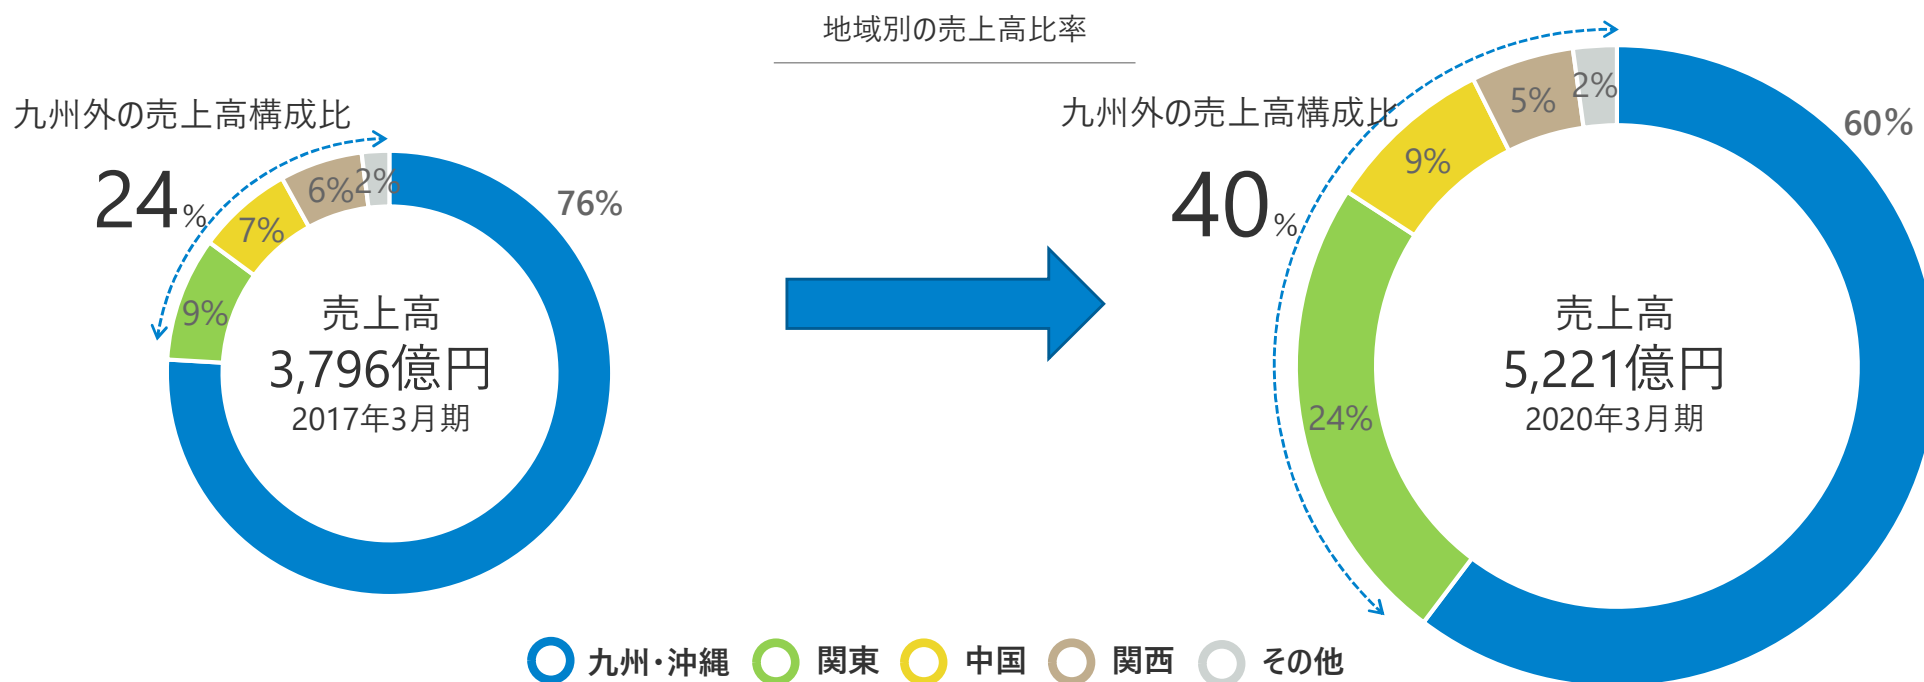 地域別の売上高比率
九州外の売上高構成比
24%
76%
2%
6%
7%
9%
売上高
3,796億円
2017年3月期
九州外の売上高構成比
40%
60%
2%
5%
9%
24%
売上高
5,221億円
2020年3月期
九州・沖縄 関東 中国 関西 その他